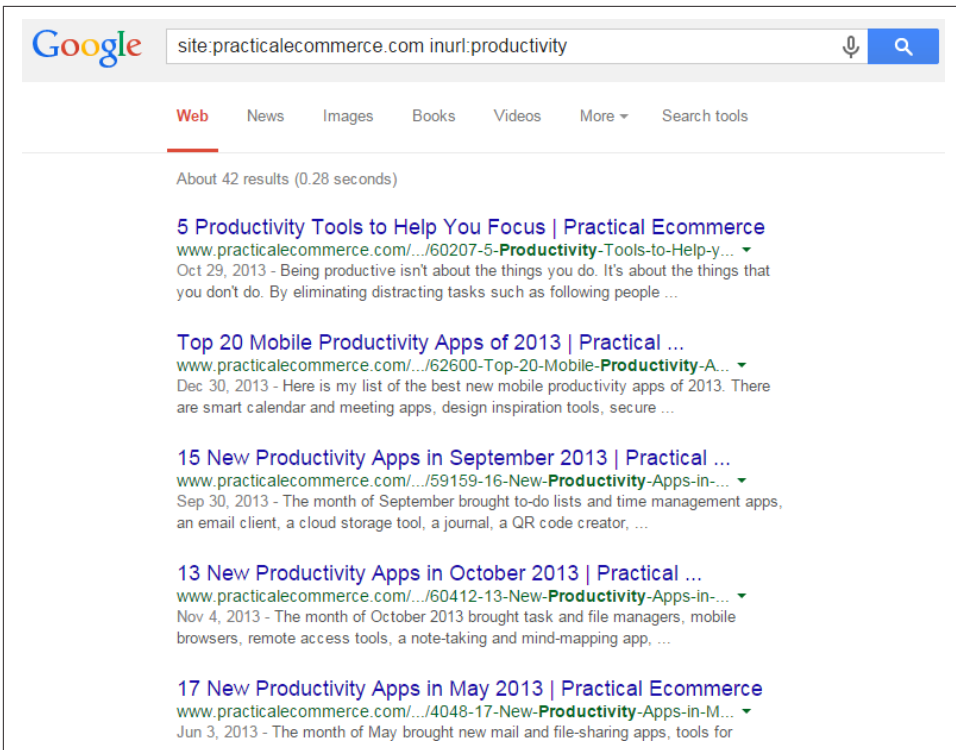 Google
site:practicalecommerce.com inurl:productivity
Web News Images Books Videos More Search tools
About 42 results (0.28 seconds)
5 Productivity Tools to Help You Focus | Practical Ecommerce
www.practicalecommerce.com/.../60207-5-Productivity-Tools-to-Help-y...
Oct 29, 2013 - Being productive isn't about the things you do. It's about the things that
you don't do. By eliminating distracting tasks such as following people ...
Top 20 Mobile Productivity Apps of 2013 | Practical ...
www.practicalecommerce.com/.../62600-Top-20-Mobile-Productivity-A...
Dec 30, 2013 - Here is my list of the best new mobile productivity apps of 2013. There
are smart calendar and meeting apps, design inspiration tools, secure ...
15 New Productivity Apps in September 2013 | Practical ...
www.practicalecommerce.com/.../59159-16-New-Productivity-Apps-in-...
Sep 30, 2013 - The month of September brought to-do lists and time management apps,
an email client, a cloud storage tool, a journal, a QR code creator, ...
13 New Productivity Apps in October 2013 | Practical ...
www.practicalecommerce.com/.../60412-13-New-Productivity-Apps-in-...
Nov 4, 2013 - The month of October 2013 brought task and file managers, mobile
browsers, remote access tools, a note-taking and mind-mapping app, ...
17 New Productivity Apps in May 2013 | Practical Ecommerce
www.practicalecommerce.com/.../4048-17-New-Productivity-Apps-in-M...
Jun 3, 2013 - The month of May brought new mail and file-sharing apps, tools for